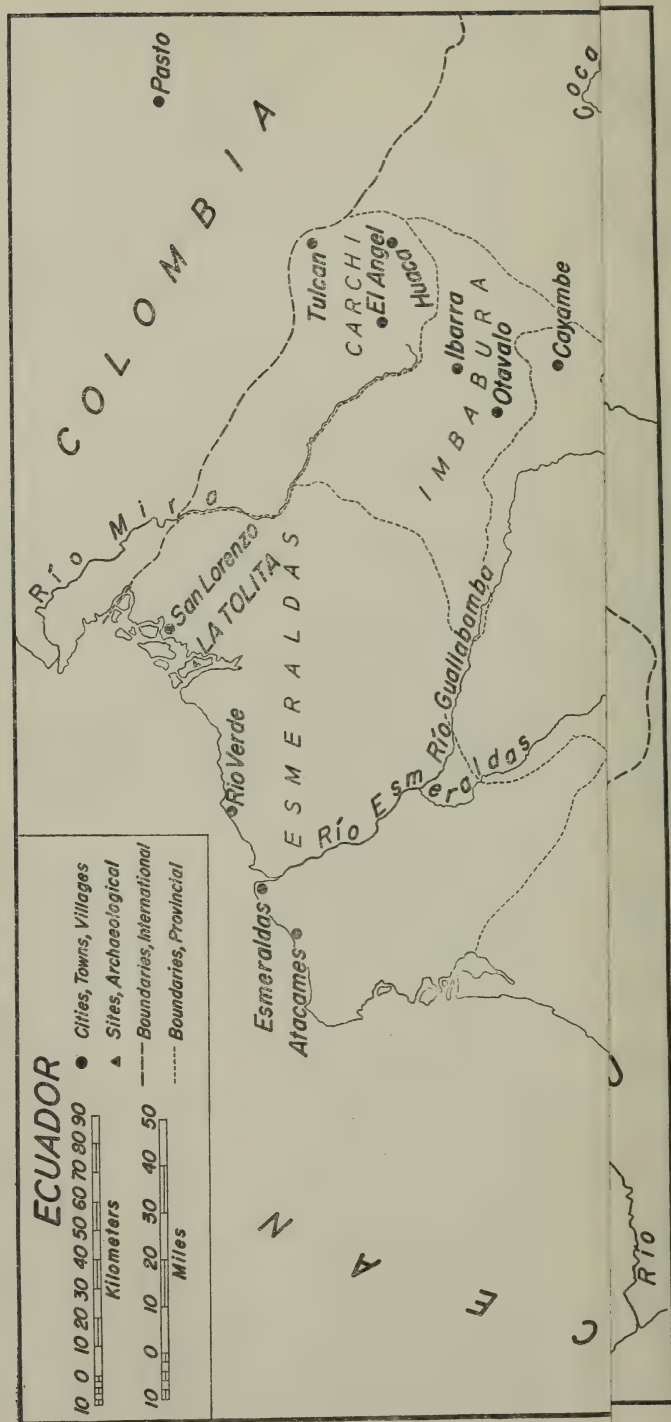 ECUADOR
10 0 10 20 30 40 50 60 70 80 90
Kilometers
10 0 10 20 30 40 50
Miles
Cities, Towns, Villages
Sites, Archaeological
Boundaries, International
Boundaries, Provincial
COLOMBIA
Pasto
Río Mira
San Lorenzo
LA TOLITA
Río Verde
ESMERALDAS
Esmeraldas
Atacames
Río Esmeraldas
Río Guallabamba
Tulcan
CARCHI
El Angel
Huaca
Ibarra
IMBABURA
Otavalo
Cayambe
Coca
C E A N
RÍO